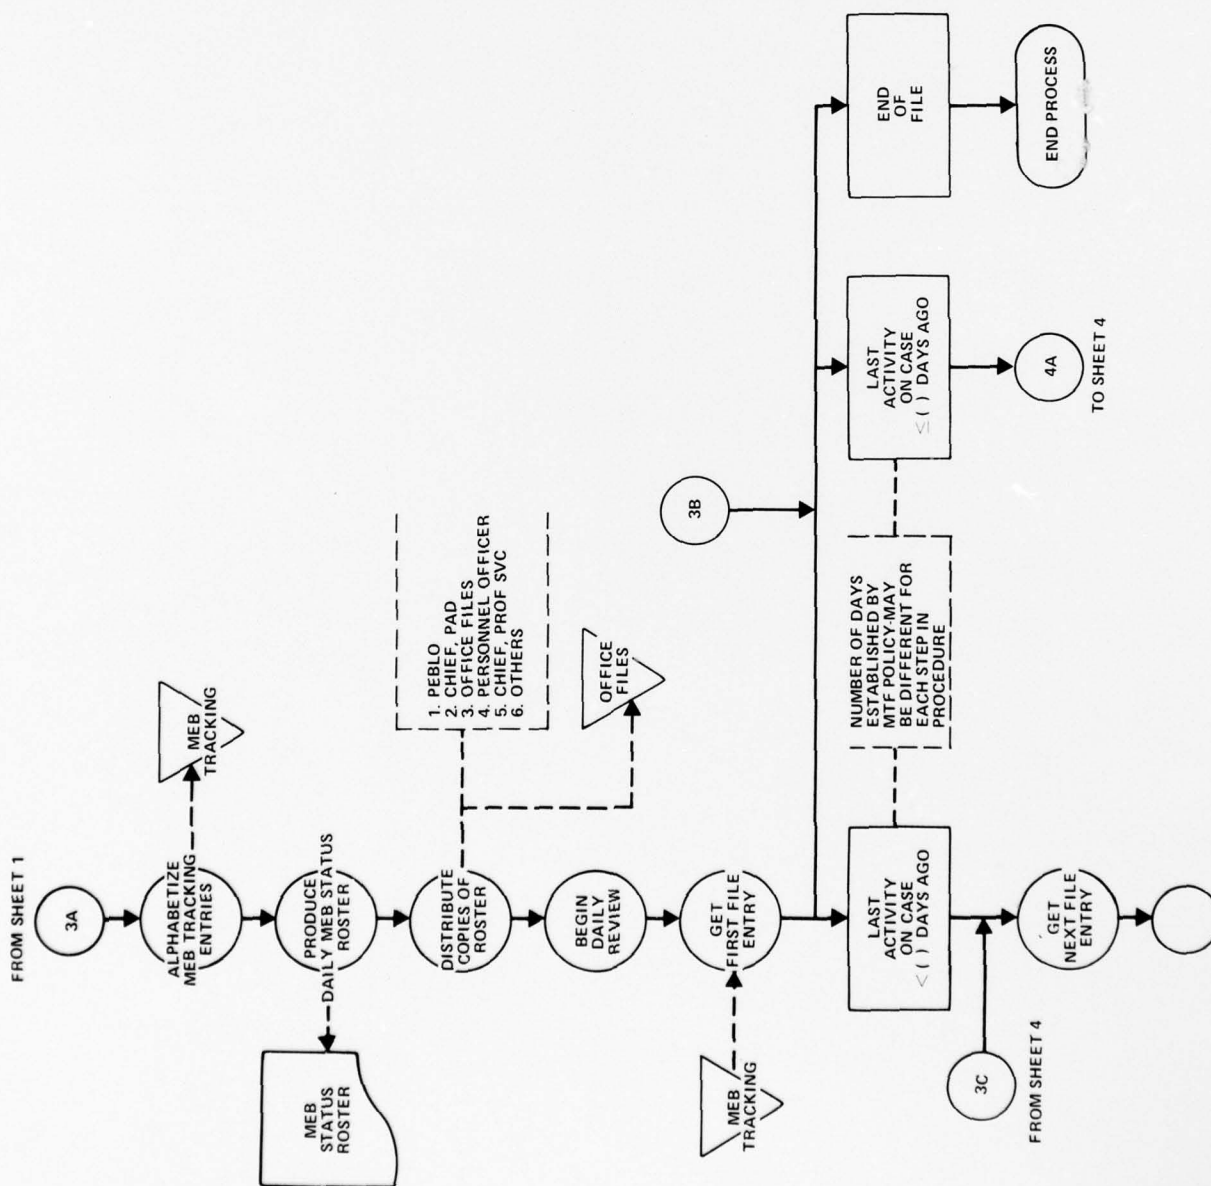 FROM SHEET 1
3A
ALPHABETIZE
MEB TRACKING
ENTRIES
MEB
TRACKING
PRODUCE
DAILY MEB STATUS
ROSTER
MEB
STATUS
ROSTER
DISTRIBUTE
COPIES OF
ROSTER
1. PEBLO
2. CHIEF, PAD
3. OFFICE FILES
4. PERSONNEL OFFICER
5. CHIEF, PROF SVC
6. OTHERS
OFFICE
FILES
BEGIN
DAILY
REVIEW
GET
FIRST FILE
ENTRY
MEB
TRACKING
3B
LAST
ACTIVITY
ON CASE
< ( ) DAYS AGO
NUMBER OF DAYS
ESTABLISHED BY
MTF POLICY-MAY
BE DIFFERENT FOR
EACH STEP IN
PROCEDURE
LAST
ACTIVITY
ON CASE
≤ ( ) DAYS AGO
END
OF
FILE
3C
FROM SHEET 4
GET
NEXT FILE
ENTRY
4A
TO SHEET 4
END PROCESS